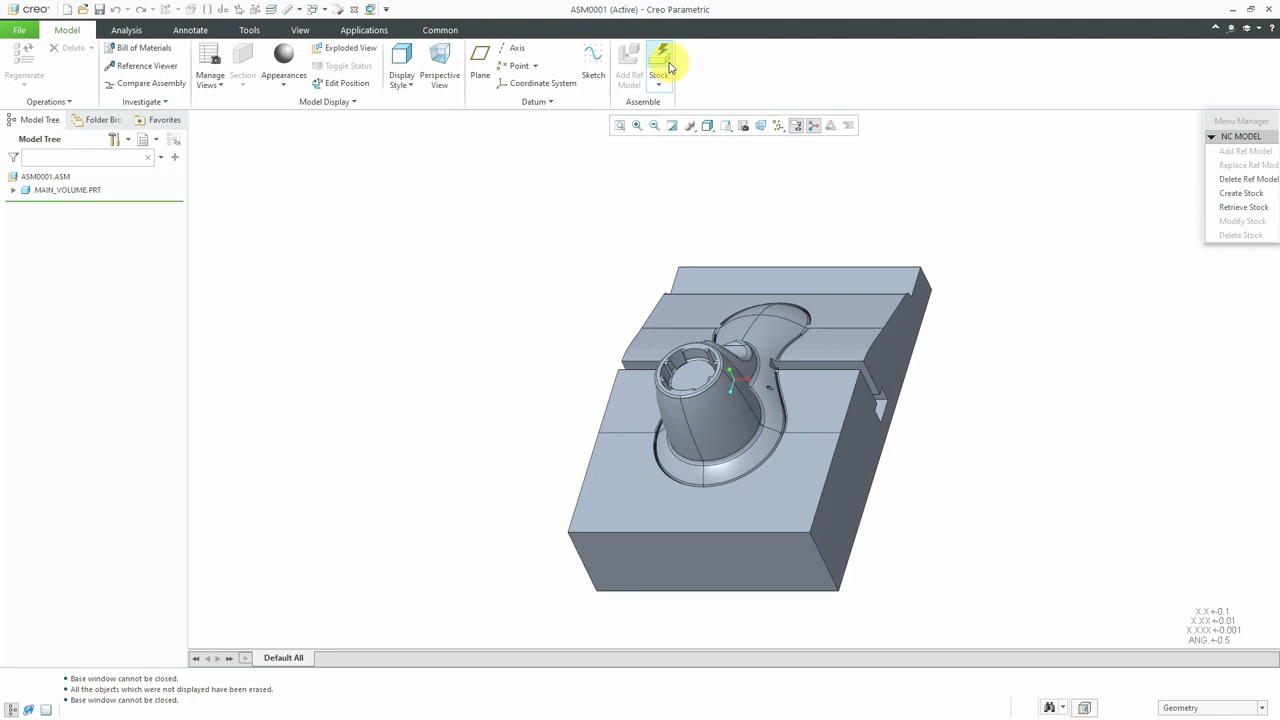 creo
ASM0001 (Active) - Creo Parametric
File
Model
Analysis
Annotate
Tools
View
Applications
Common
Regenerate
Delete
Operations
Bill of Materials
Reference Viewer
Compare Assembly
Investigate
Manage Views
Section
Appearances
Exploded View
Toggle Status
Edit Position
Model Display
Display Style
Perspective View
Plane
Axis
Point
Coordinate System
Sketch
Datum
Add Ref Model
Stock
Assemble
Model Tree
Folder Bro
Favorites
Model Tree
ASM0001.ASM
MAIN_VOLUME.PRT
Menu Manager
NC MODEL
Add Ref Model
Replace Ref Mod
Delete Ref Model
Create Stock
Retrieve Stock
Modify Stock
Delete Stock
X.X +-0.1
X.XX +-0.01
X.XXX +-0.001
ANG. +-0.5
Default All
Base window cannot be closed.
All the objects which were not displayed have been erased.
Base window cannot be closed.
Geometry